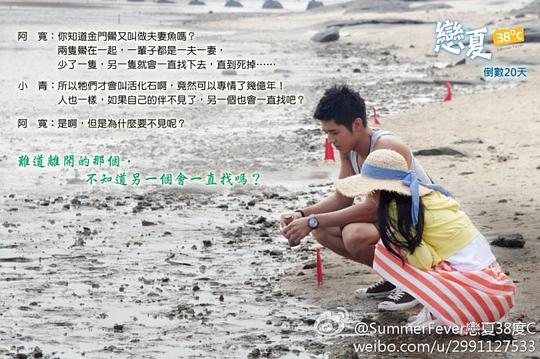 阿　寬：你知道金門鱟又叫做夫妻魚嗎？
兩隻鱟在一起，一輩子都是一夫一妻，
少了一隻，另一隻就會一直找下去，直到死掉……
小　青：所以牠們才會叫活化石啊，竟然可以專情了幾億年！
人也一樣，如果自己的伴不見了，另一個也會一直找吧？
阿　寬：是啊，但是為什麼要不見呢？
難道離開的那個，
不知道另一個會一直找嗎？
戀夏38°C
倒數20天
@SummerFever戀夏38度C
weibo.com/u/2991127533